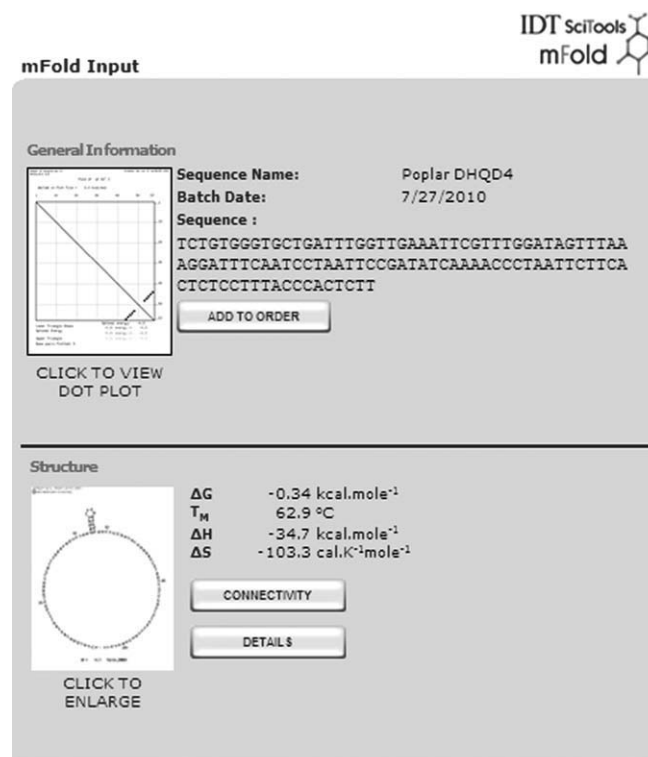 IDT SciTools
mFold
mFold Input
General Information
Sequence Name: Poplar DHQD4
Batch Date: 7/27/2010
Sequence :
TCTGTGGGTGCTGATTTGGTTGAAATTCGTTTGGATAGTTTAA
AGGATTTCAATCCTAATTCCGATATCAAAACCCTAATTCTTCA
CTCTCCTTTACCCACTCTT
ADD TO ORDER
CLICK TO VIEW
DOT PLOT
Structure
ΔG -0.34 kcal.mole⁻¹
TM 62.9 ºC
ΔH -34.7 kcal.mole⁻¹
ΔS -103.3 cal.K⁻¹mole⁻¹
CONNECTIVITY
DETAILS
CLICK TO
ENLARGE